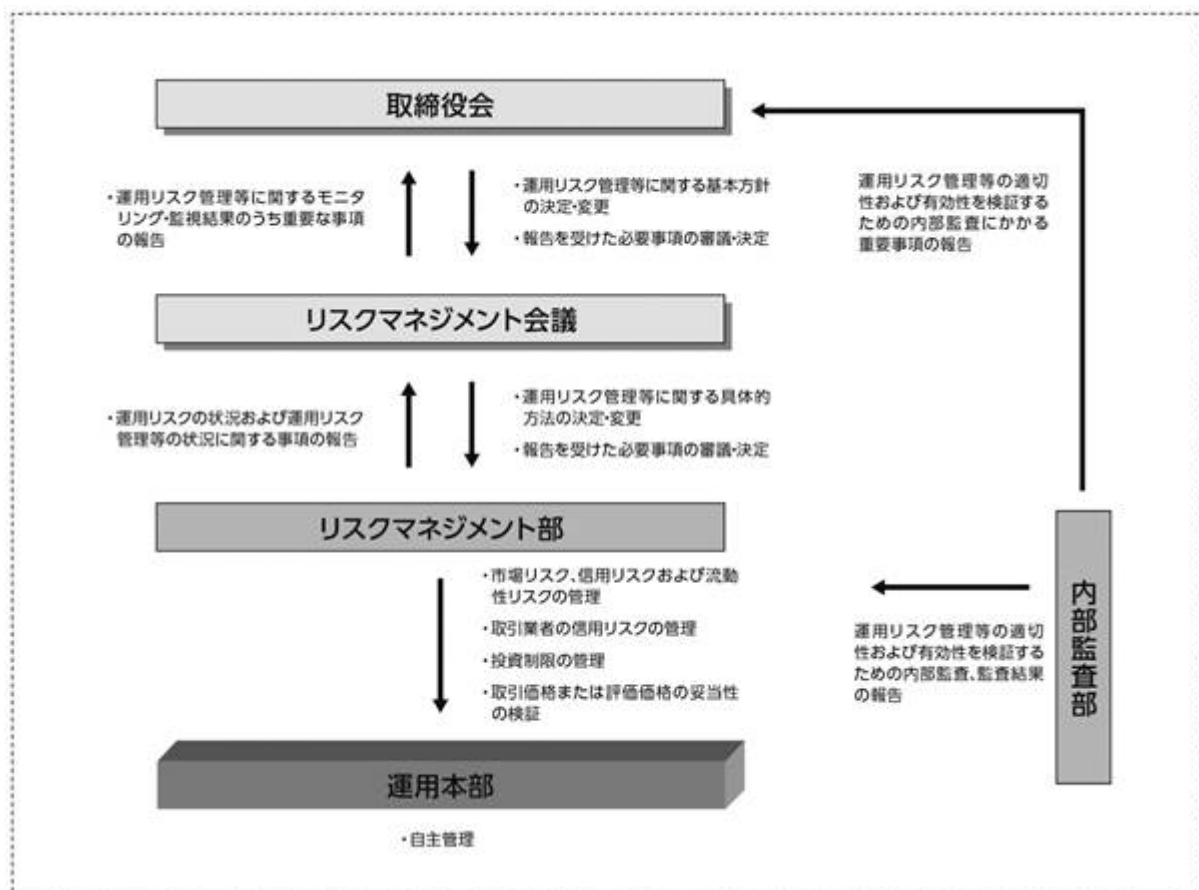 取締役会
・運用リスク管理等に関するモニタ
リング・監視結果のうち重要な事項
の報告
・運用リスク管理等に関する基本方針
の決定・変更
・報告を受けた必要事項の審議・決定
運用リスク管理等の適切
性および有効性を検証する
ための内部監査にかかる
重要事項の報告
リスクマネジメント会議
・運用リスクの状況および運用リスク
管理等の状況に関する事項の報告
・運用リスク管理等に関する具体的
方法の決定・変更
・報告を受けた必要事項の審議・決定
リスクマネジメント部
・市場リスク、信用リスクおよび流動
性リスクの管理
・取引業者の信用リスクの管理
・投資制限の管理
・取引価格または評価価格の妥当性
の検証
運用リスク管理等の適切
性および有効性を検証する
ための内部監査、監査結果
の報告
内部監査部
運用本部
・自主管理